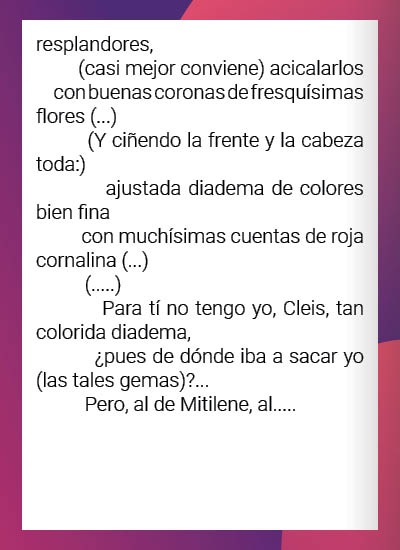 resplandores,
(casi mejor conviene) acicalarlos
con buenas coronas de fresquísimas
flores (...)
(Y ciñendo la frente y la cabeza
toda:)
ajustada diadema de colores
bien fina
con muchísimas cuentas de roja
cornalina (...)
(.....)
Para tí no tengo yo, Cleis, tan
colorida diadema,
¿pues de dónde iba a sacar yo
(las tales gemas)?...
Pero, al de Mitilene, al.....